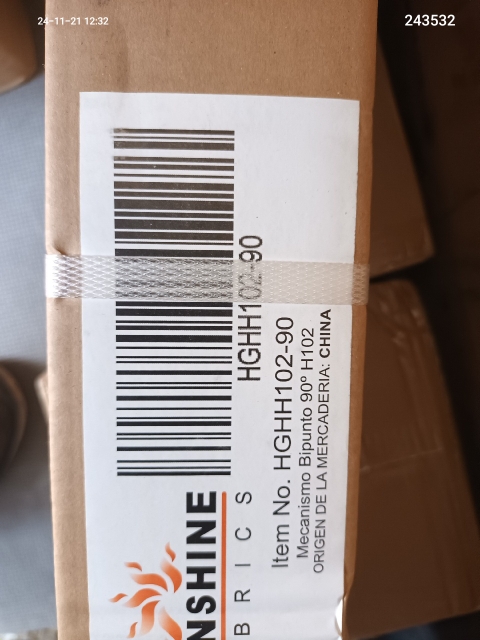 24-11-21 12:32
243532
HGHH102-90
NSHINE
BRICS
Item No. HGHH102-90
Mecanismo Bipunto 90º H102
ORIGEN DE LA MERCADERIA: CHINA